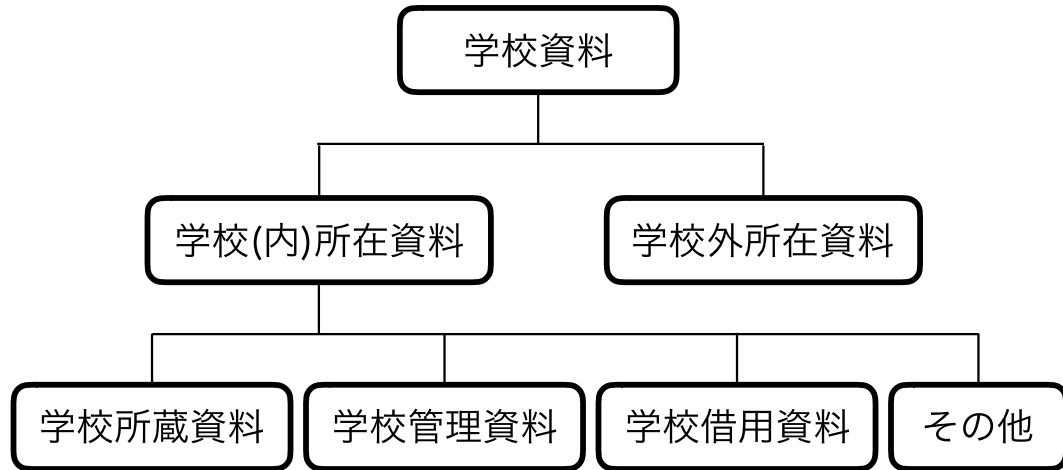 学校資料
学校(内)所在資料
学校外所在資料
学校所蔵資料
学校管理資料
学校借用資料
その他